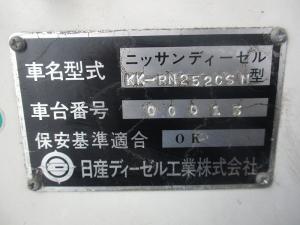 ニッサンディーゼル
車名型式 KK-RN252CSN型
車台番号 00013
保安基準適合 OK
日産ディーゼル工業株式会社